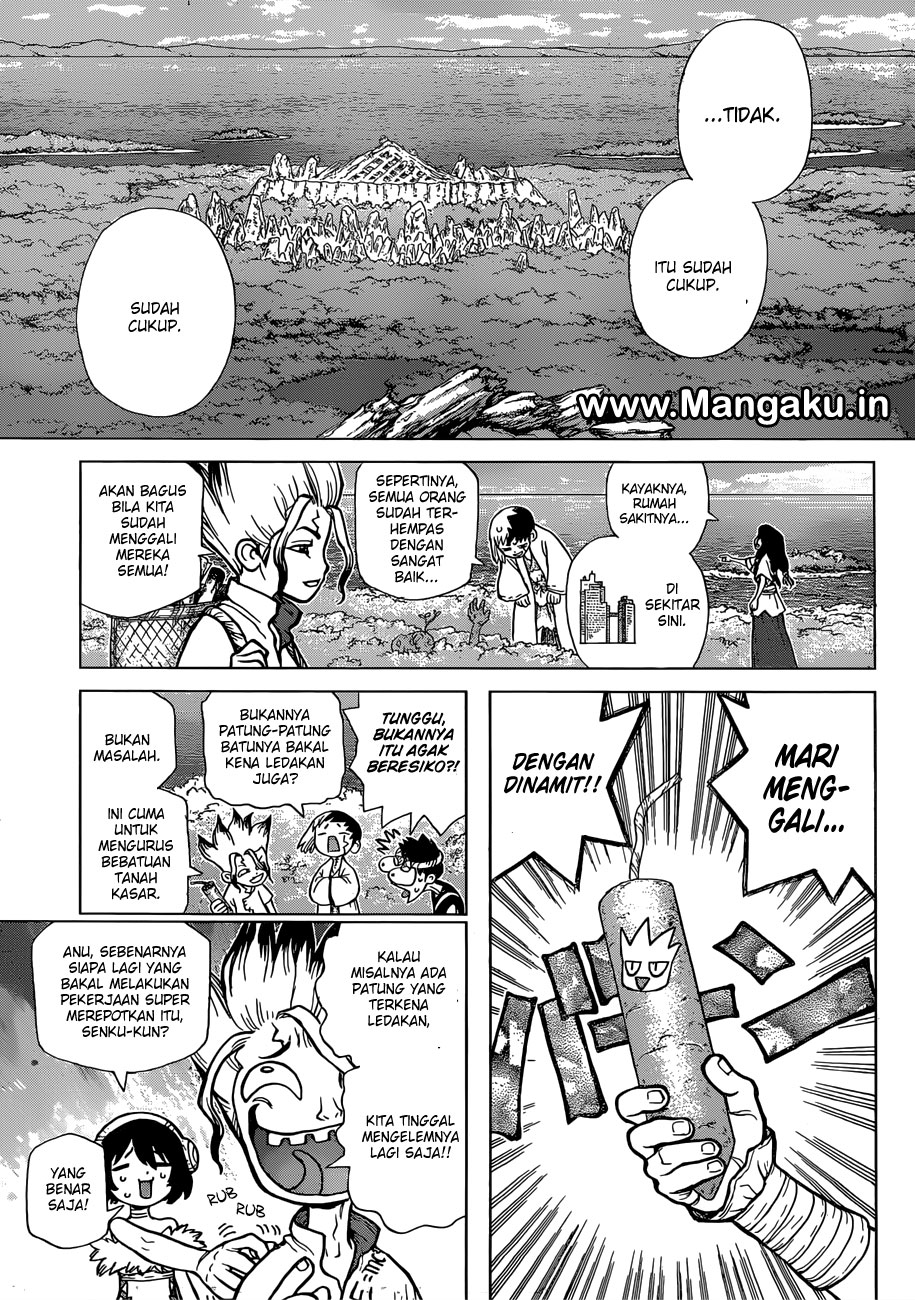 ...TIDAK.
ITU SUDAH
CUKUP.
SUDAH
CUKUP.
www.Mangaku.in
KAYAKNYA,
RUMAH
SAKITNYA...
DI
SEKITAR
SINI.
SEPERTINYA,
SEMUA ORANG
SUDAH TER-
HEMPAS
DENGAN
SANGAT
BAIK...
AKAN BAGUS
BILA KITA
SUDAH
MENGGALI
MEREKA
SEMUA!
MARI
MENG-
GALI...
DENGAN
DINAMIT!!
TUNGGU,
BUKANNYA
ITU AGAK
BERESIKO?!
BUKANNYA
PATUNG-PATUNG
BATUNYA BAKAL
KENA LEDAKAN
JUGA?
BUKAN
MASALAH.
INI CUMA
UNTUK
MENGURUS
BEBATUAN
TANAH
KASAR.
KALAU
MISALNYA ADA
PATUNG YANG
TERKENA
LEDAKAN,
KITA TINGGAL
MENGELEMNYA
LAGI SAJA!!
ANU, SEBENARNYA
SIAPA LAGI YANG
BAKAL MELAKUKAN
PEKERJAAN SUPER
MEREPOTKAN ITU,
SENKU-KUN?
YANG
BENAR
SAJA!
RUB
RUB